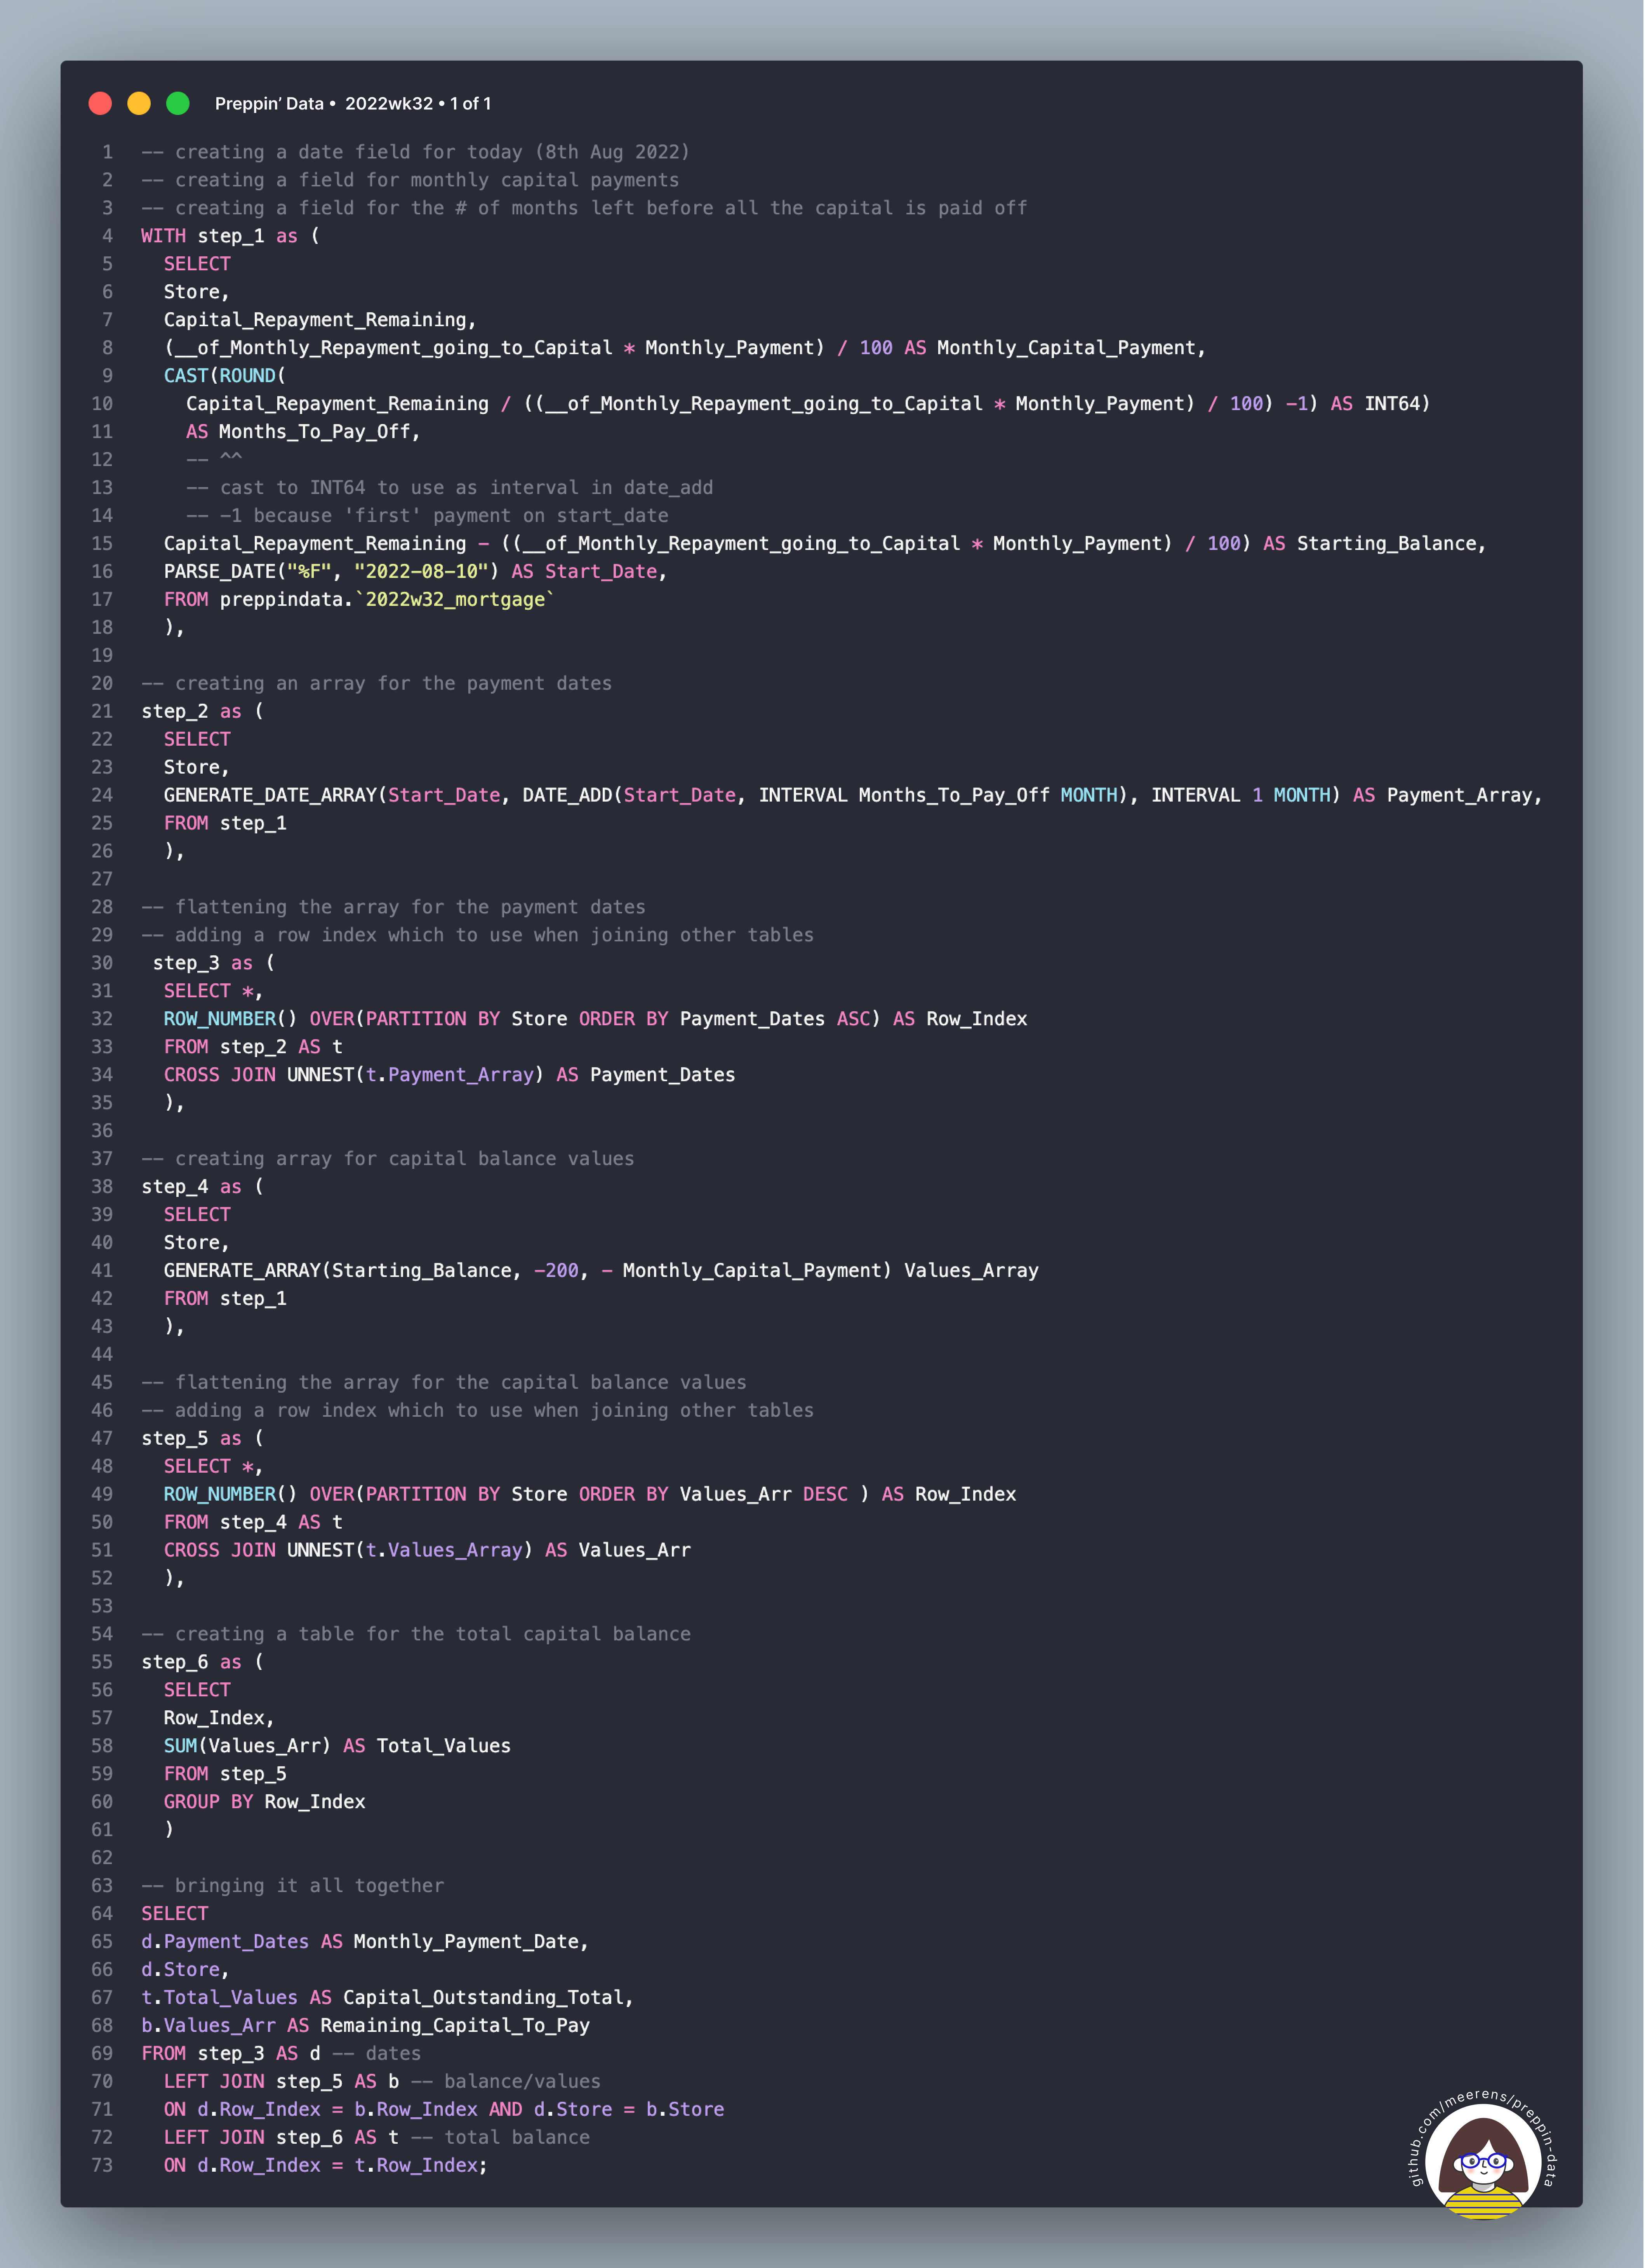 Preppin’ Data • 2022wk32 • 1 of 1
1 -- creating a date field for today (8th Aug 2022)
2 -- creating a field for monthly capital payments
3 -- creating a field for the # of months left before all the capital is paid off
4 WITH step_1 as (
5 SELECT
6 Store,
7 Capital_Repayment_Remaining,
8 (__of_Monthly_Repayment_going_to_Capital * Monthly_Payment) / 100 AS Monthly_Capital_Payment,
9 CAST(ROUND(
10 Capital_Repayment_Remaining / ((__of_Monthly_Repayment_going_to_Capital * Monthly_Payment) / 100) -1) AS INT64)
11 AS Months_To_Pay_Off,
12 -- ^^
13 -- cast to INT64 to use as interval in date_add
14 -- -1 because 'first' payment on start_date
15 Capital_Repayment_Remaining - ((__of_Monthly_Repayment_going_to_Capital * Monthly_Payment) / 100) AS Starting_Balance,
16 PARSE_DATE("%F", "2022-08-10") AS Start_Date,
17 FROM preppindata.`2022w32_mortgage`
18 ),
19
20 -- creating an array for the payment dates
21 step_2 as (
22 SELECT
23 Store,
24 GENERATE_DATE_ARRAY(Start_Date, DATE_ADD(Start_Date, INTERVAL Months_To_Pay_Off MONTH), INTERVAL 1 MONTH) AS Payment_Array,
25 FROM step_1
26 ),
27
28 -- flattening the array for the payment dates
29 -- adding a row index which to use when joining other tables
30 step_3 as (
31 SELECT *,
32 ROW_NUMBER() OVER(PARTITION BY Store ORDER BY Payment_Dates ASC) AS Row_Index
33 FROM step_2 AS t
34 CROSS JOIN UNNEST(t.Payment_Array) AS Payment_Dates
35 ),
36
37 -- creating array for capital balance values
38 step_4 as (
39 SELECT
40 Store,
41 GENERATE_ARRAY(Starting_Balance, -200, - Monthly_Capital_Payment) Values_Array
42 FROM step_1
43 ),
44
45 -- flattening the array for the capital balance values
46 -- adding a row index which to use when joining other tables
47 step_5 as (
48 SELECT *,
49 ROW_NUMBER() OVER(PARTITION BY Store ORDER BY Values_Arr DESC ) AS Row_Index
50 FROM step_4 AS t
51 CROSS JOIN UNNEST(t.Values_Array) AS Values_Arr
52 ),
53
54 -- creating a table for the total capital balance
55 step_6 as (
56 SELECT
57 Row_Index,
58 SUM(Values_Arr) AS Total_Values
59 FROM step_5
60 GROUP BY Row_Index
61 )
62
63 -- bringing it all together
64 SELECT
65 d.Payment_Dates AS Monthly_Payment_Date,
66 d.Store,
67 t.Total_Values AS Capital_Outstanding_Total,
68 b.Values_Arr AS Remaining_Capital_To_Pay
69 FROM step_3 AS d -- dates
70 LEFT JOIN step_5 AS b -- balance/values
71 ON d.Row_Index = b.Row_Index AND d.Store = b.Store
72 LEFT JOIN step_6 AS t -- total balance
73 ON d.Row_Index = t.Row_Index;
github.com/meerens/preppin-data